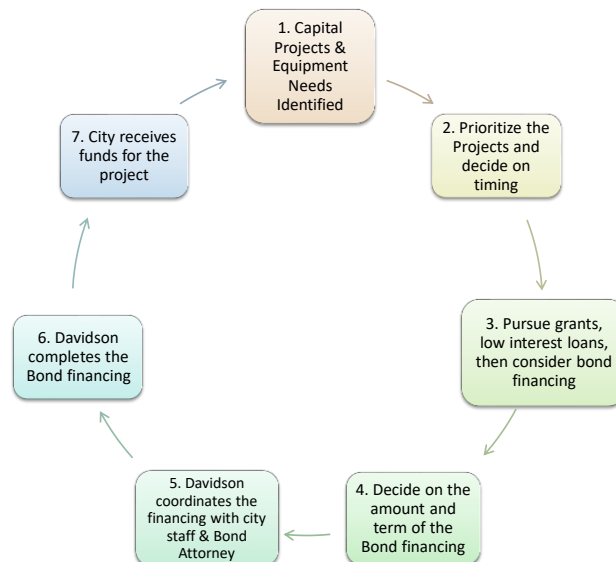 1. Capital
Projects &
Equipment
Needs
Identified
2. Prioritize the
Projects and
decide on
timing
3. Pursue grants,
low interest loans,
then consider bond
financing
4. Decide on the
amount and
term of the
Bond financing
5. Davidson
coordinates the
financing with city
staff & Bond
Attorney
6. Davidson
completes the
Bond financing
7. City receives
funds for the
project